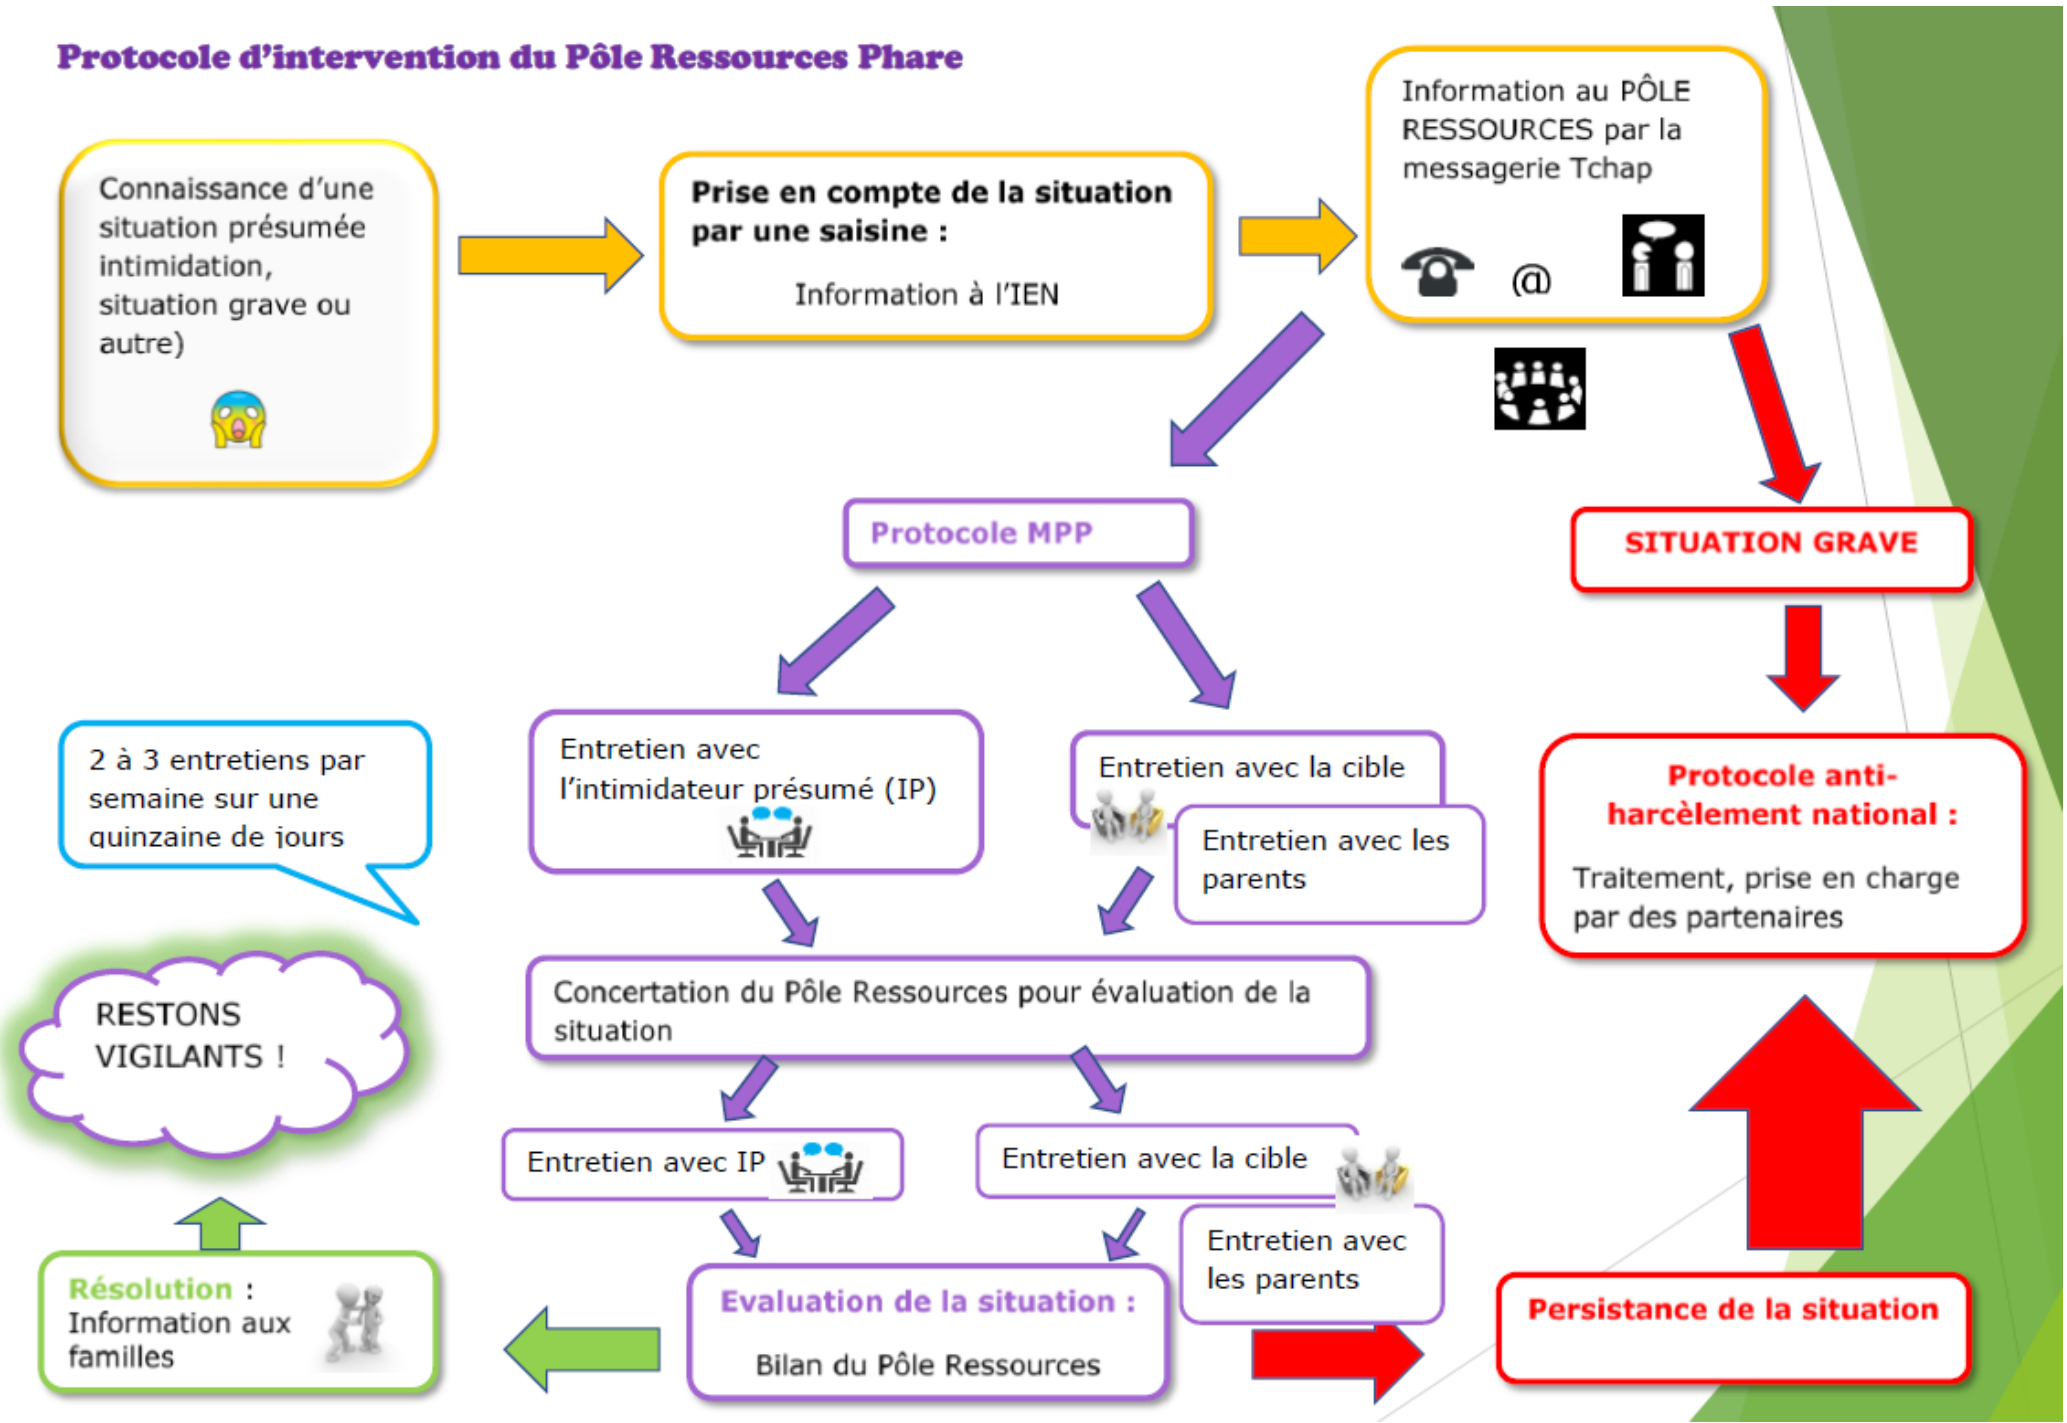 Protocole d'intervention du Pôle Ressources Phare
Connaissance d'une
situation présumée
intimidation,
situation grave ou
autre)
Prise en compte de la situation
par une saisine :
Information à l'IEN
Information au PÔLE
RESSOURCES par la
messagerie Tchap
@
Protocole MPP
SITUATION GRAVE
2 à 3 entretiens par
semaine sur une
quinzaine de jours
Entretien avec
l'intimidateur présumé (IP)
Entretien avec la cible
Entretien avec les
parents
Protocole anti-
harcèlement national :
Traitement, prise en charge
par des partenaires
Concertation du Pôle Ressources pour évaluation de la
situation
RESTONS
VIGILANTS !
Entretien avec IP
Entretien avec la cible
Entretien avec
les parents
Résolution :
Information aux
familles
Evaluation de la situation :
Bilan du Pôle Ressources
Persistance de la situation